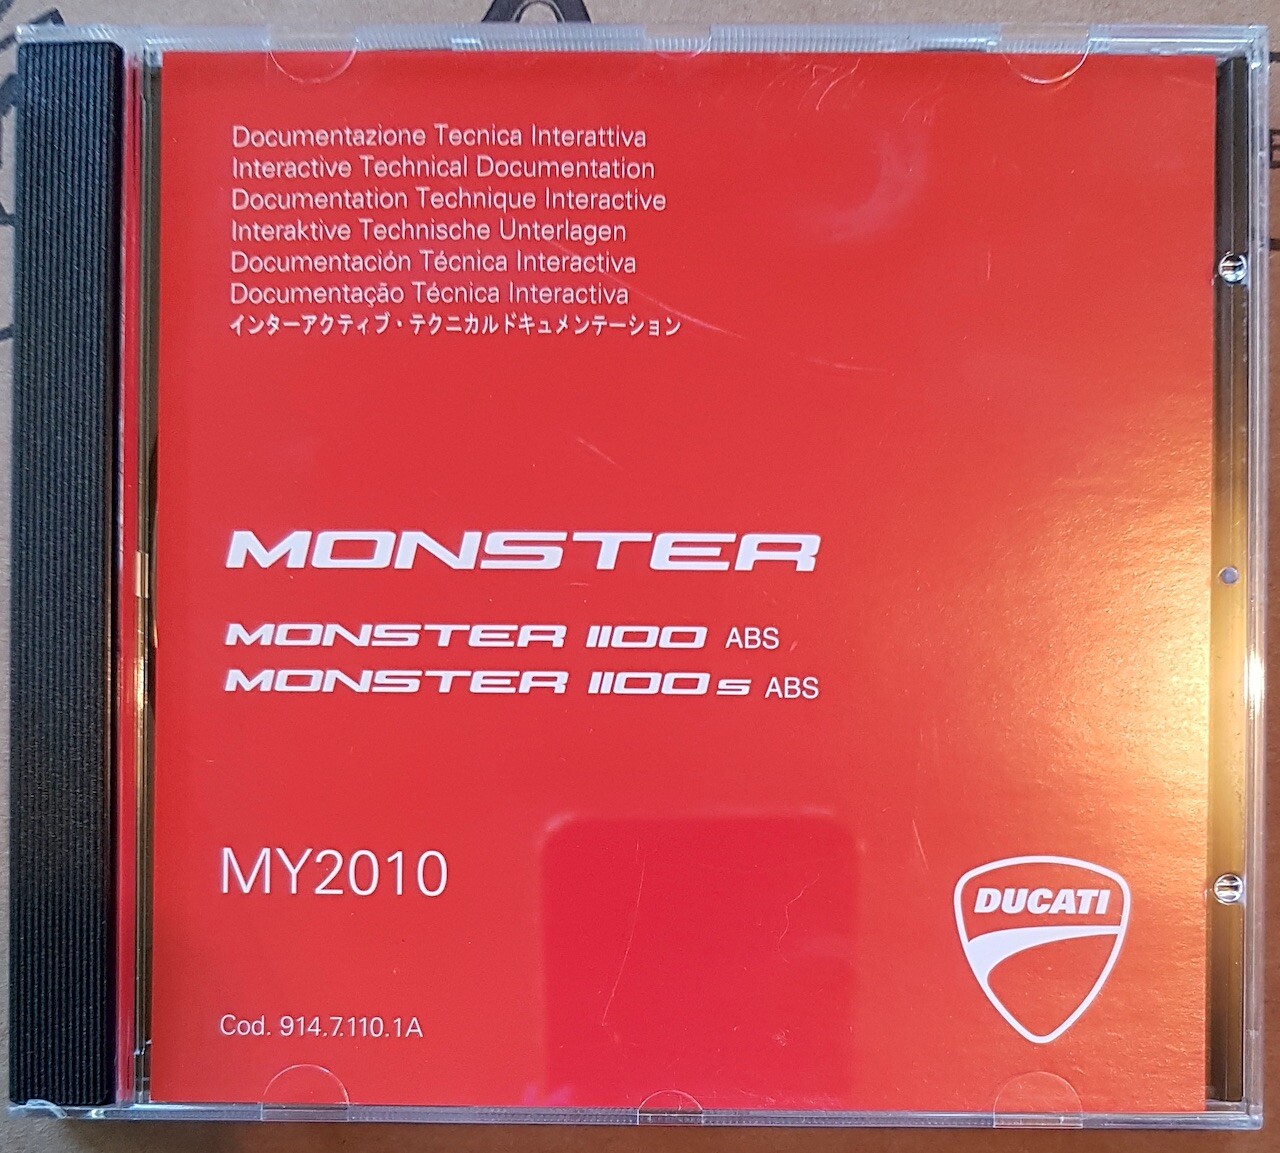 Documentazione Tecnica Interattiva
Interactive Technical Documentation
Documentation Technique Interactive
Interaktive Technische Unterlagen
Documentación Técnica Interactiva
Documentação Técnica Interactiva
インターアクティブ・テクニカルドキュメンテーション
MONSTER
MONSTER 1100 ABS
MONSTER 1100s ABS
MY2010
DUCATI
Cod. 914.7.110.1A